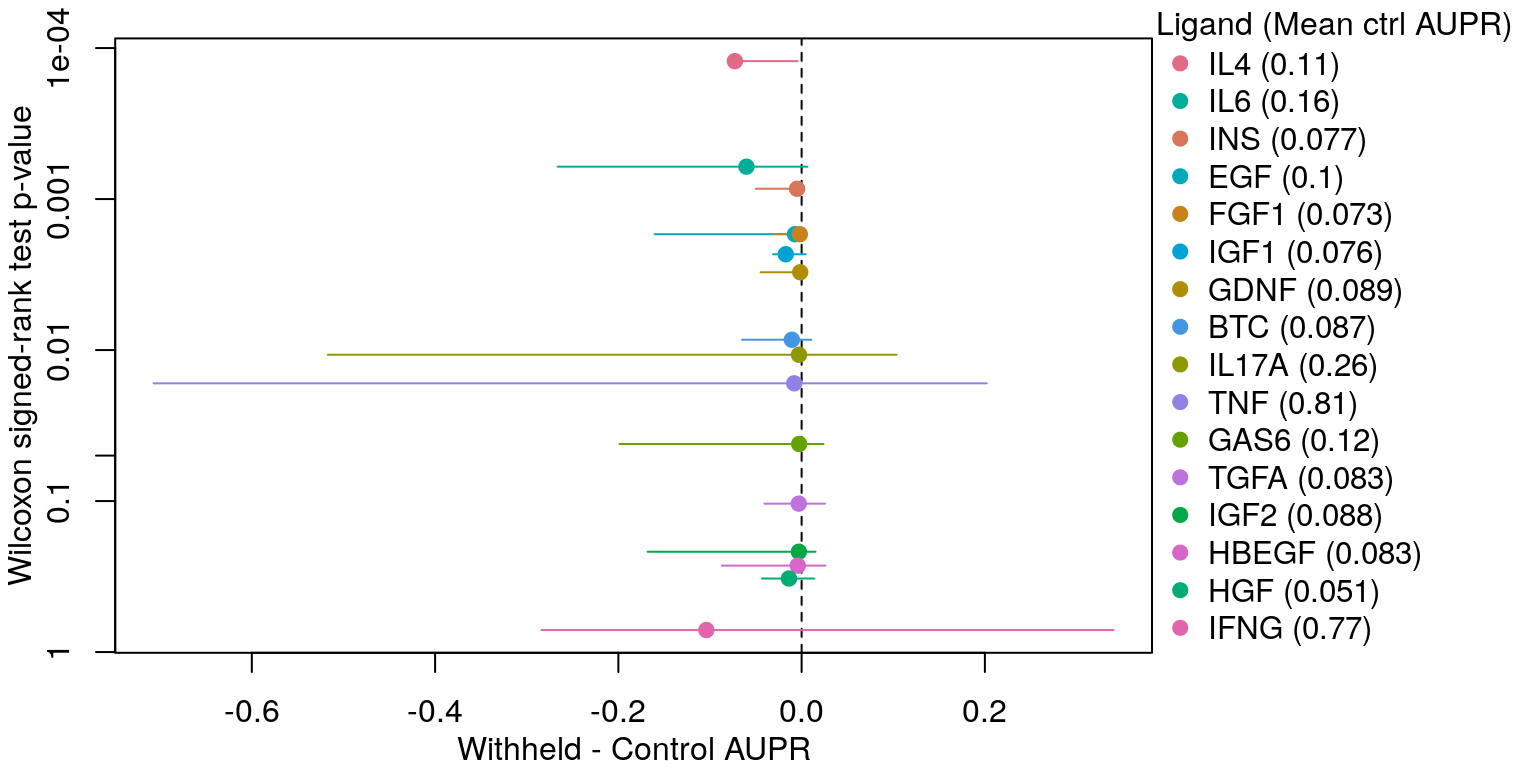 Ligand (Mean ctrl AUPR)
IL4 (0.11)
IL6 (0.16)
INS (0.077)
EGF (0.1)
FGF1 (0.073)
IGF1 (0.076)
GDNF (0.089)
BTC (0.087)
IL17A (0.26)
TNF (0.81)
GAS6 (0.12)
TGFA (0.083)
IGF2 (0.088)
HBEGF (0.083)
HGF (0.051)
IFNG (0.77)
Wilcoxon signed-rank test p-value
1e-04
0.001
0.01
0.1
1
-0.6 -0.4 -0.2 0.0 0.2
Withheld - Control AUPR